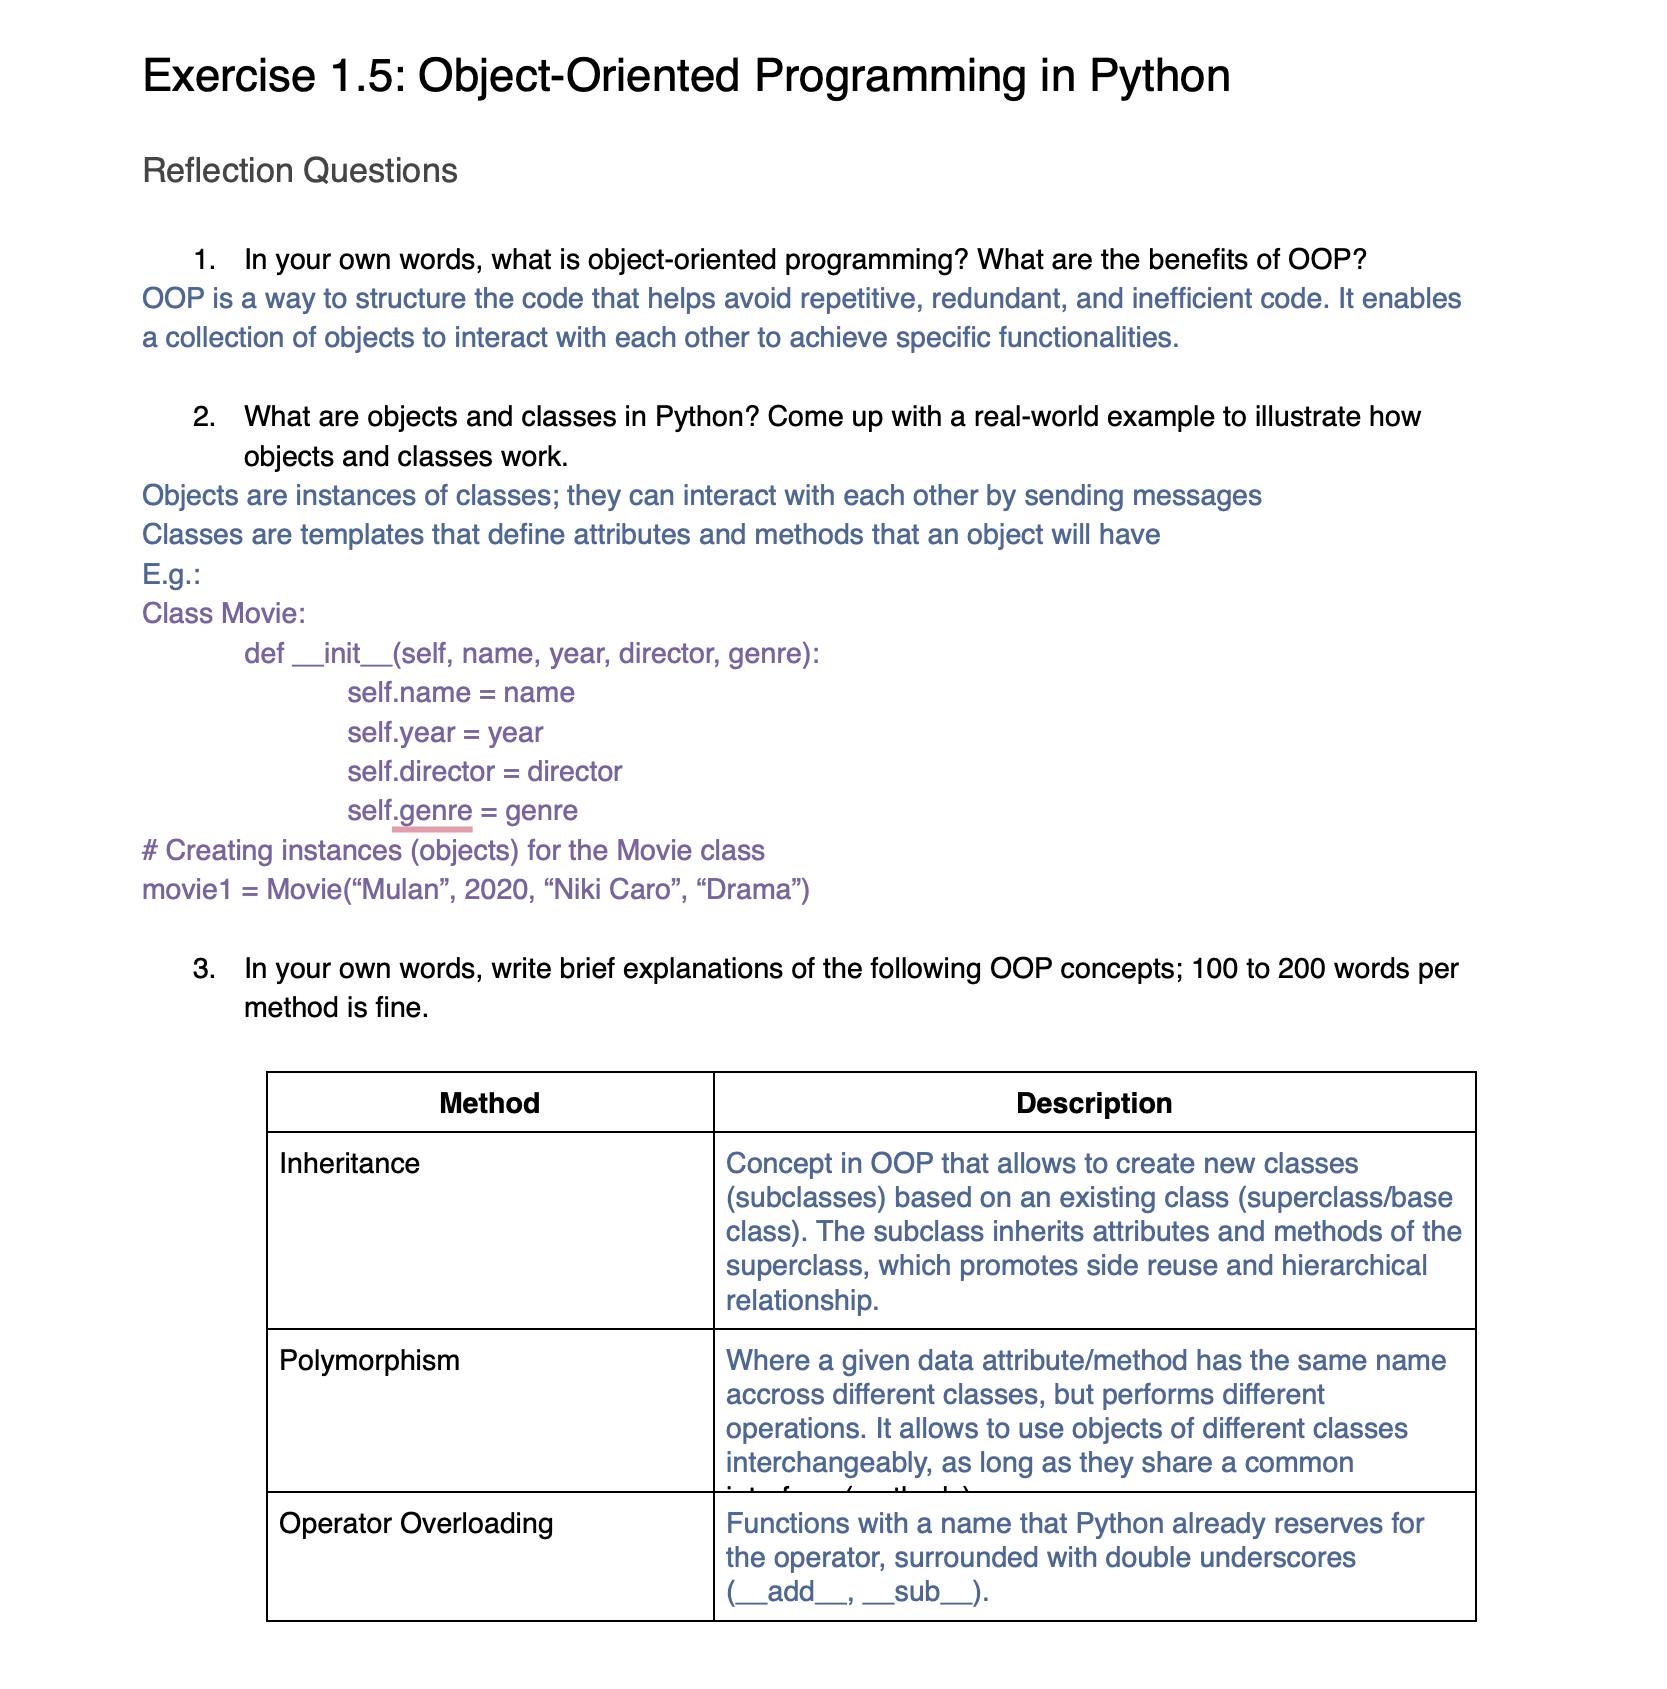 Exercise 1.5: Object-Oriented Programming in Python
Reflection Questions
1. In your own words, what is object-oriented programming? What are the benefits of OOP?
OOP is a way to structure the code that helps avoid repetitive, redundant, and inefficient code. It enables
a collection of objects to interact with each other to achieve specific functionalities.
2. What are objects and classes in Python? Come up with a real-world example to illustrate how
objects and classes work.
Objects are instances of classes; they can interact with each other by sending messages
Classes are templates that define attributes and methods that an object will have
E.g.:
Class Movie:
def __init__(self, name, year, director, genre):
self.name = name
self.year = year
self.director = director
self.genre = genre
# Creating instances (objects) for the Movie class
movie1 = Movie(“Mulan”, 2020, “Niki Caro”, “Drama”)
3. In your own words, write brief explanations of the following OOP concepts; 100 to 200 words per
method is fine.
Method
Description
Inheritance
Concept in OOP that allows to create new classes
(subclasses) based on an existing class (superclass/base
class). The subclass inherits attributes and methods of the
superclass, which promotes side reuse and hierarchical
relationship.
Polymorphism
Where a given data attribute/method has the same name
accross different classes, but performs different
operations. It allows to use objects of different classes
interchangeably, as long as they share a common
Operator Overloading
Functions with a name that Python already reserves for
the operator, surrounded with double underscores
(__add__, __sub__).